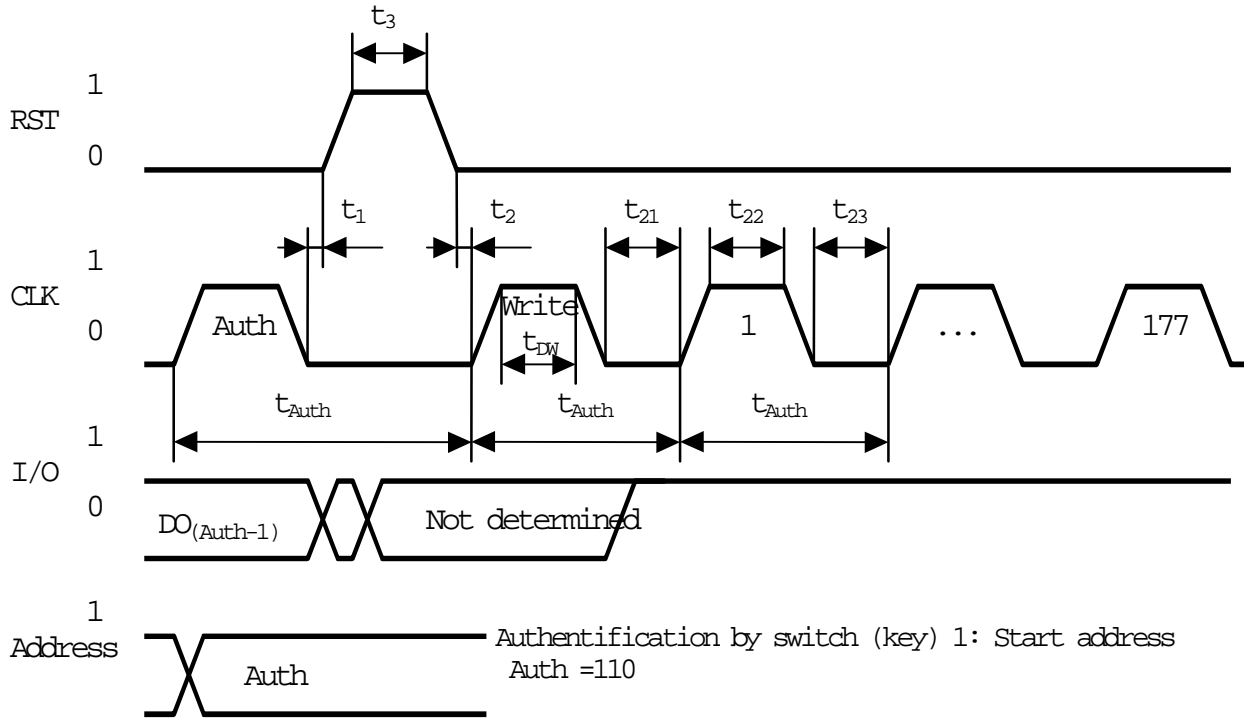 t3
1
RST
0
t1 t2 t21 t22 t23
1
CLK
0
Auth Write 1 ... 177
tDW
tAuth tAuth tAuth
1
I/O
0
DO(Auth-1) Not determined
1
Address
Auth
Authentification by switch (key) 1: Start address
Auth =110